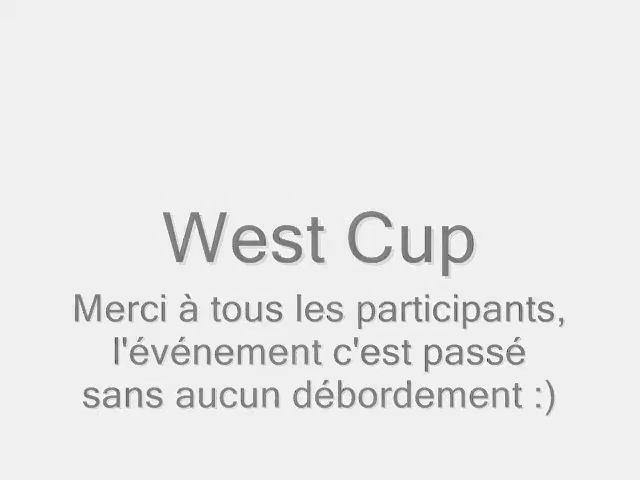 West Cup
Merci à tous les participants,
l'événement c'est passé
sans aucun débordement :)